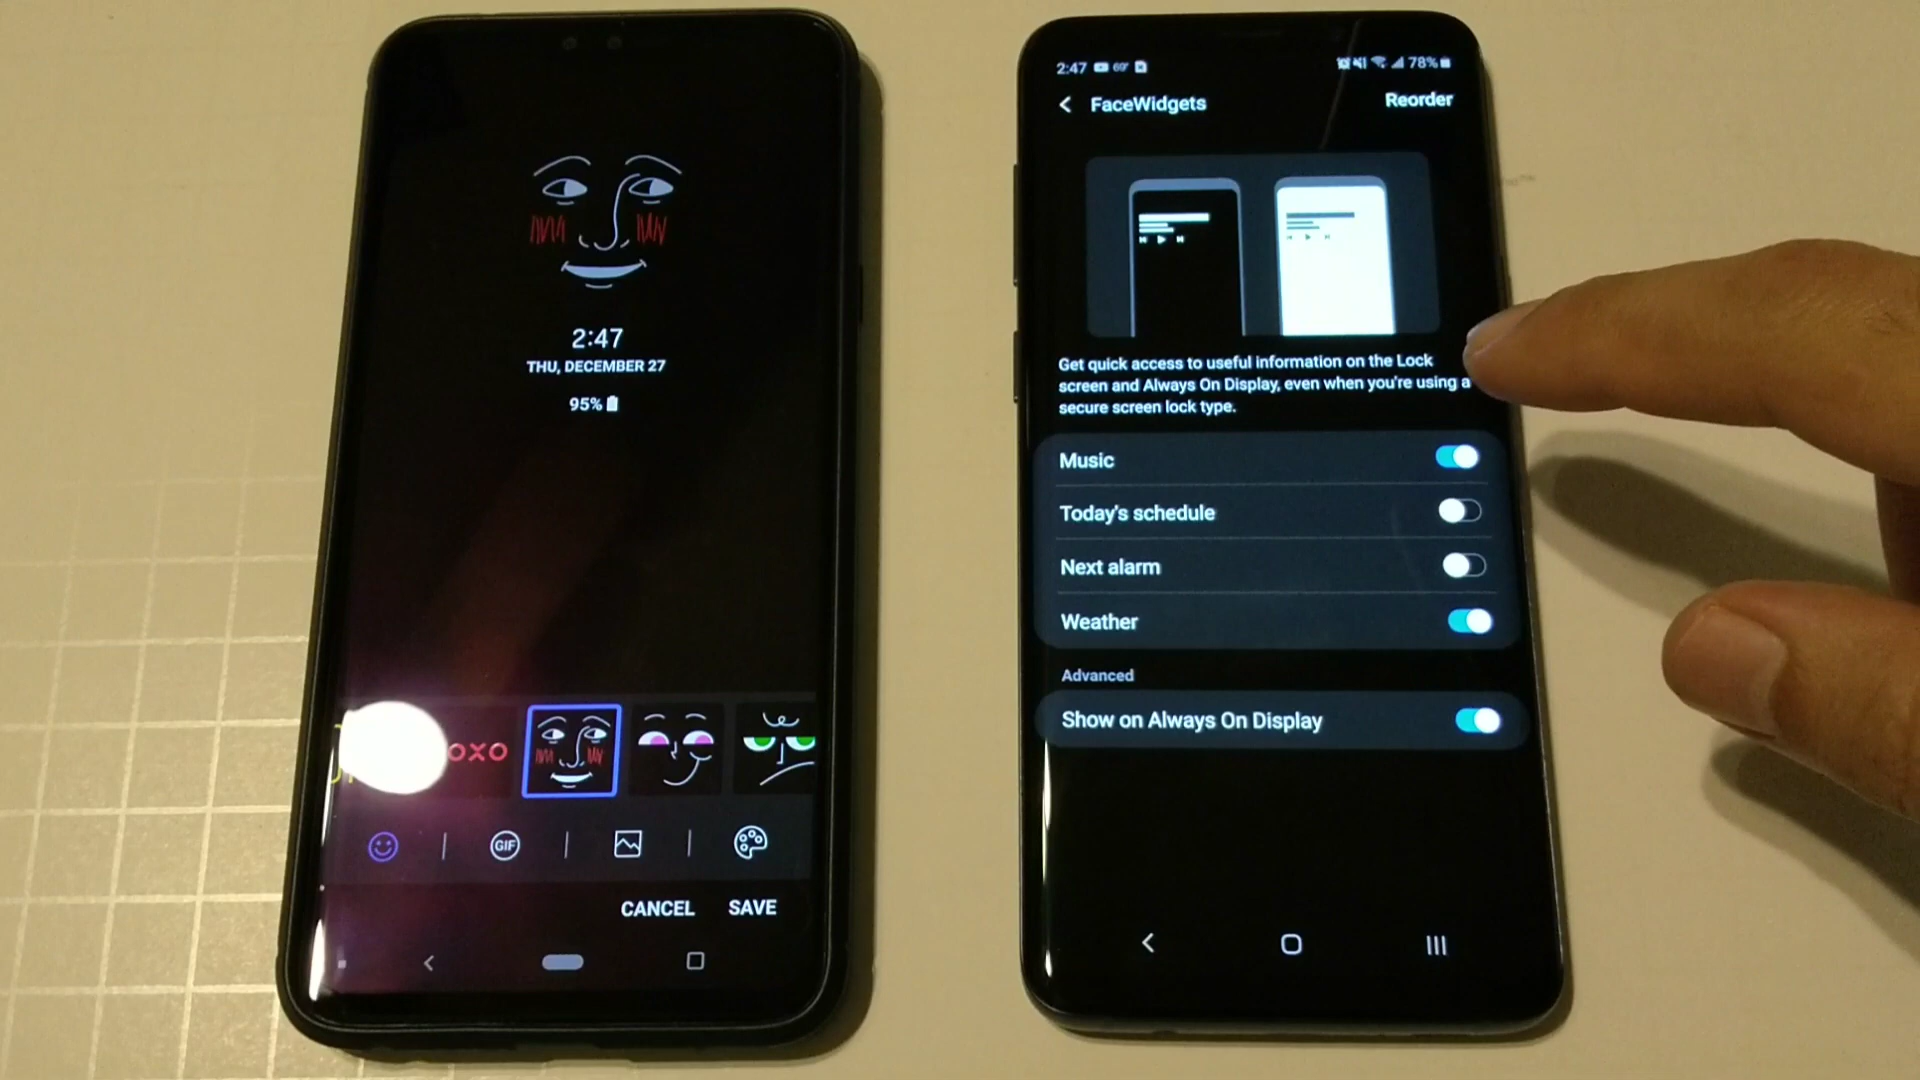 2:47
THU, DECEMBER 27
95%
OXO
GIF
CANCEL SAVE
2:47 69° 78%
FaceWidgets
Reorder
Get quick access to useful information on the Lock
screen and Always On Display, even when you're using a
secure screen lock type.
Music
Today's schedule
Next alarm
Weather
Advanced
Show on Always On Display